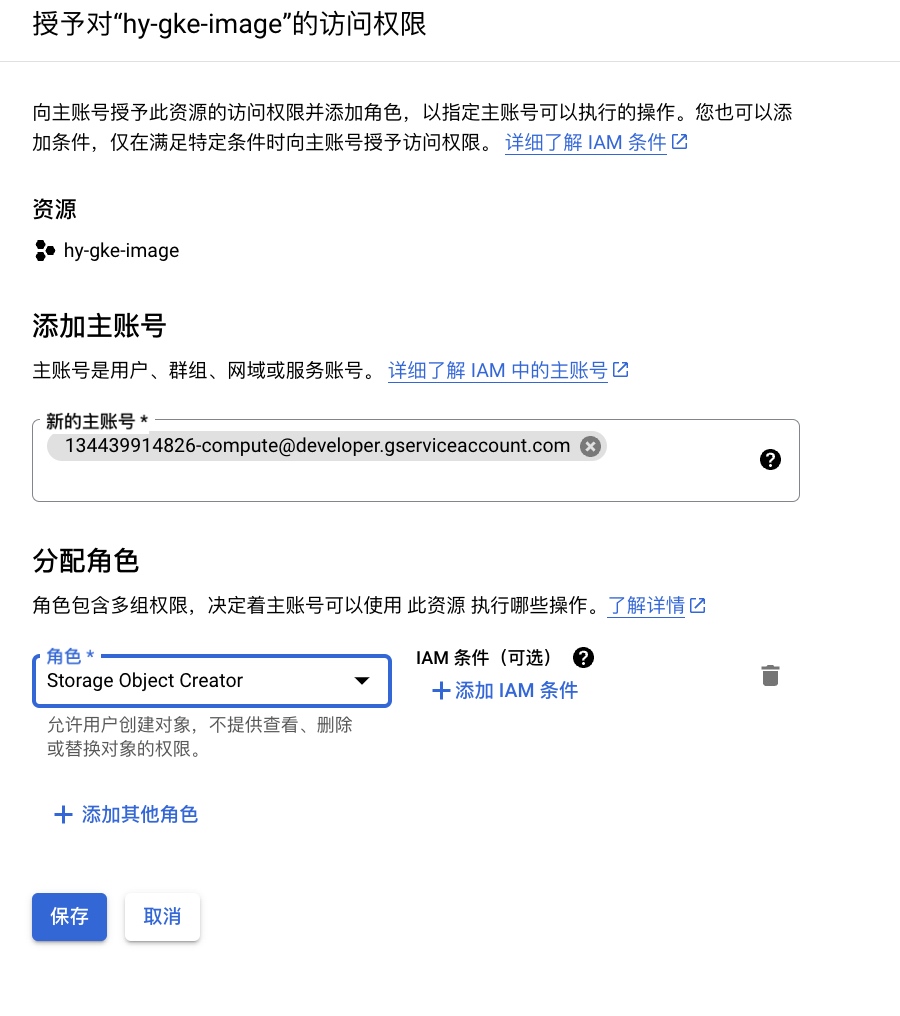 授予对“hy-gke-image”的访问权限
向主账号授予此资源的访问权限并添加角色，以指定主账号可以执行的操作。您也可以添
加条件，仅在满足特定条件时向主账号授予访问权限。 详细了解 IAM 条件
资源
hy-gke-image
添加主账号
主账号是用户、群组、网域或服务账号。 详细了解 IAM 中的主账号
新的主账号 *
134439914826-compute@developer.gserviceaccount.com
分配角色
角色包含多组权限，决定着主账号可以使用 此资源 执行哪些操作。了解详情
角色 *
IAM 条件（可选）
Storage Object Creator
添加 IAM 条件
允许用户创建对象，不提供查看、删除
或替换对象的权限。
添加其他角色
保存
取消